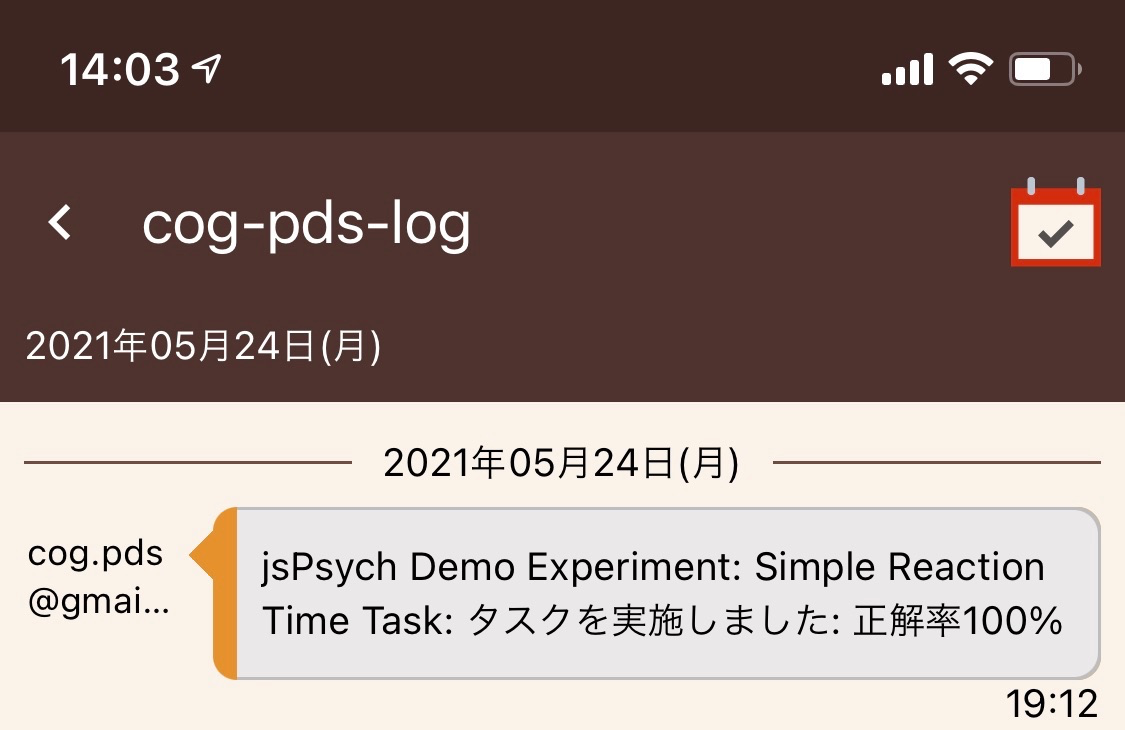 14:03
cog-pds-log
2021年05月24日(月)
2021年05月24日(月)
cog.pds
@gmai...
jsPsych Demo Experiment: Simple Reaction
Time Task: タスクを実施しました: 正解率100%
19:12